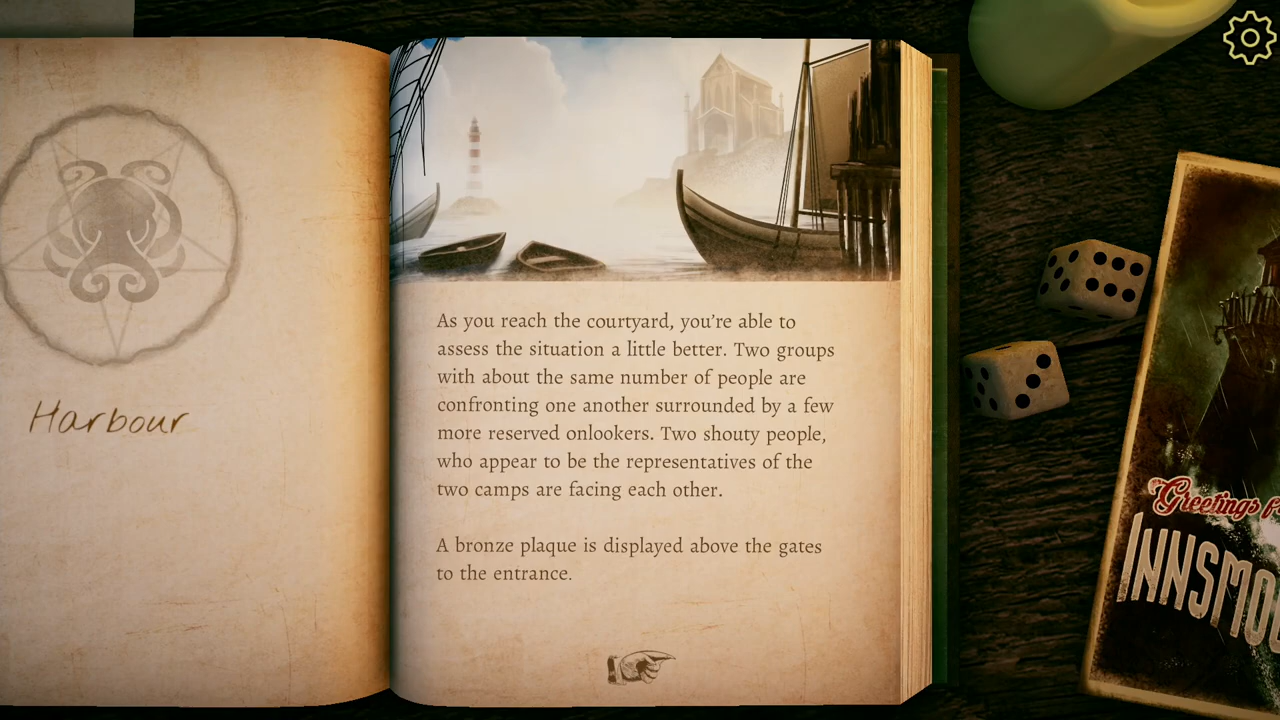 Harbour
As you reach the courtyard, you're able to
assess the situation a little better. Two groups
with about the same number of people are
confronting one another surrounded by a few
more reserved onlookers. Two shouty people,
who appear to be the representatives of the
two camps are facing each other.
A bronze plaque is displayed above the gates
to the entrance.
Greetings f
INNSMO